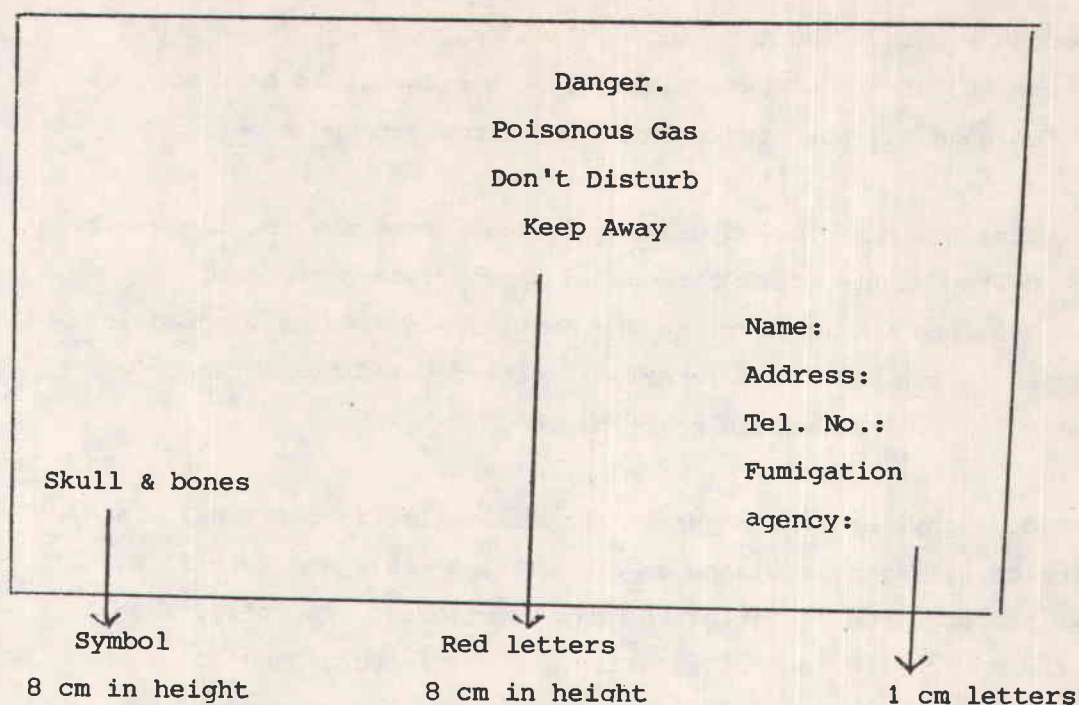 Danger.
Poisonous Gas
Don't Disturb
Keep Away
Name:
Address:
Tel. No.:
Fumigation
agency:
Skull & bones
Symbol
8 cm in height
Red letters
8 cm in height
1 cm letters